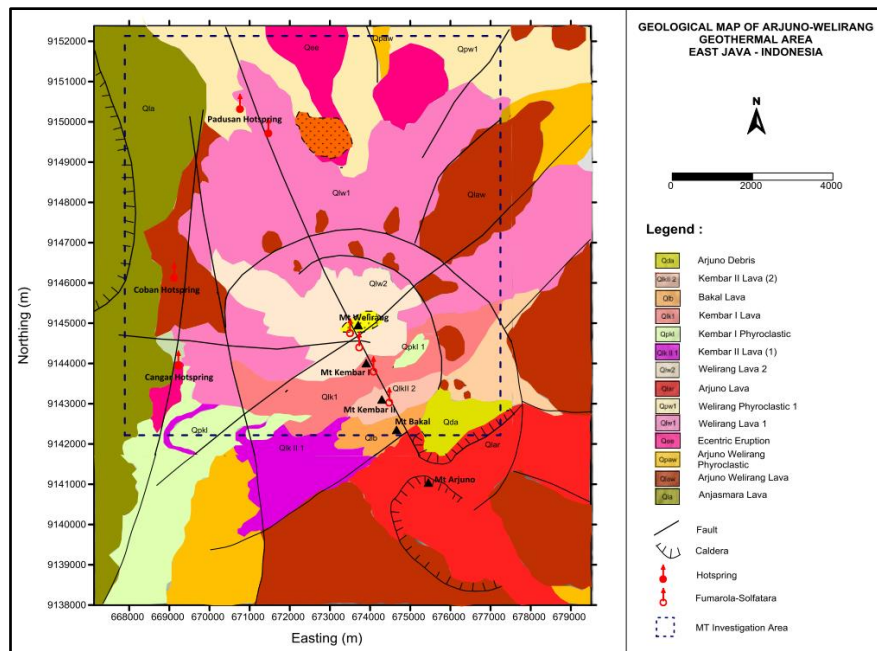 GEOLOGICAL MAP OF ARJUNO-WELIRANG
GEOTHERMAL AREA
EAST JAVA - INDONESIA
N
0 2000 4000
Legend :
Qda Arjuno Debris
QlkII 2 Kembar II Lava (2)
Qlb Bakal Lava
Qlk1 Kembar I Lava
QpkI Kembar I Phyroclastic
Qlk II 1 Kembar II Lava (1)
Qlw2 Welirang Lava 2
Qlar Arjuno Lava
Qpw1 Welirang Phyroclastic 1
Qlw1 Welirang Lava 1
Qee Ecentric Eruption
Qpaw Arjuno Welirang
Phyroclastic
Qlaw Arjuno Welirang Lava
Qla Anjasmara Lava
Fault
Caldera
Hotspring
Fumarola-Solfatara
MT Investigation Area
Northing (m)
9152000
9151000
9150000
9149000
9148000
9147000
9146000
9145000
9144000
9143000
9142000
9141000
9140000
9139000
9138000
668000 669000 670000 671000 672000 673000 674000 675000 676000 677000 678000 679000
Easting (m)
Qee
Qpaw
Qpw1
Qla
Padusan Hotspring
Qlw1
Qlaw
Coban Hotspring
Qlw2
Mt Welirang
QpkI 1
Cangar Hotspring
Mt Kembar I
QlkII 2
Qlk1
Mt Kembar II
Mt Bakal
Qpkl
Qlb
Qda
Qlk II 1
Qlar
Mt Arjuno